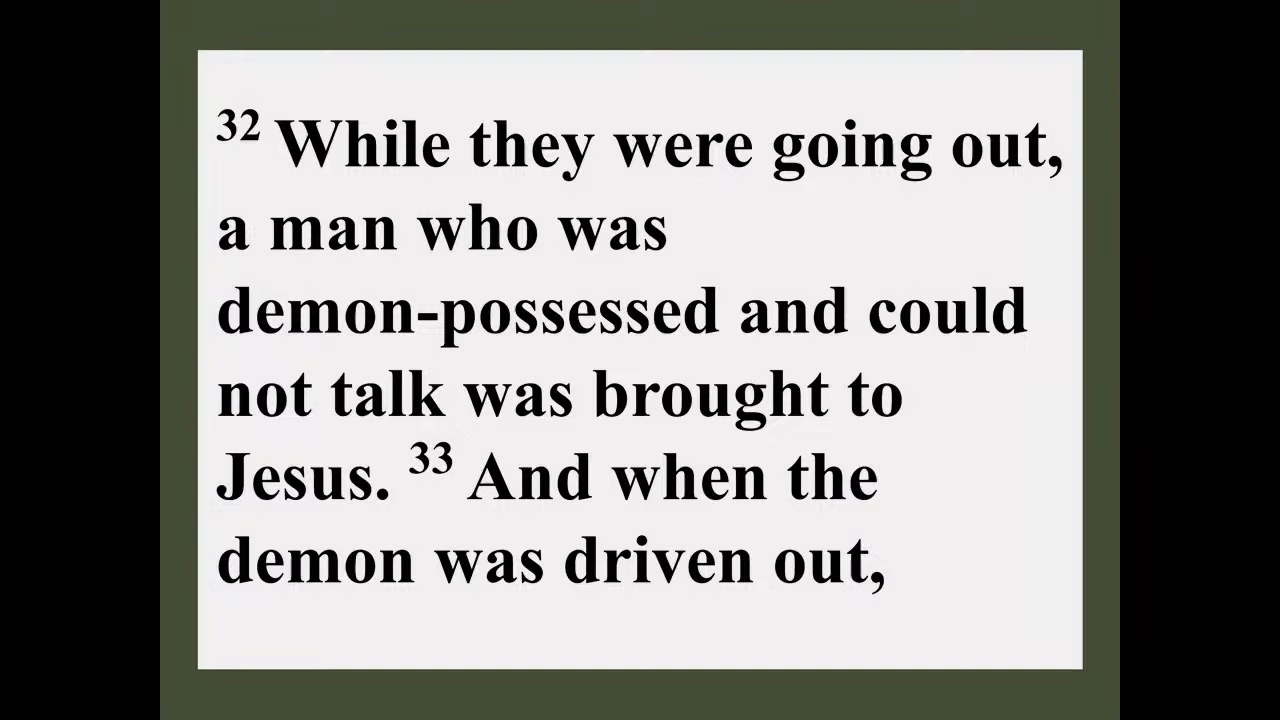 32 While they were going out,
a man who was
demon-possessed and could
not talk was brought to
Jesus. 33 And when the
demon was driven out,